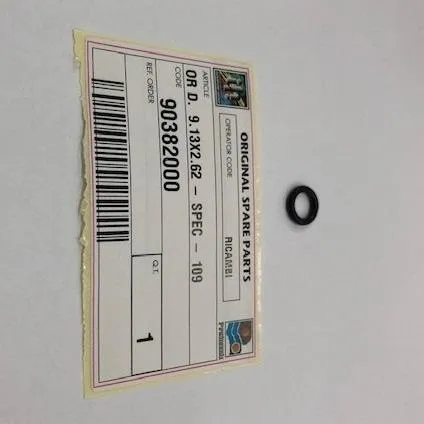 ORIGINAL SPARE PARTS
OPERATOR CODE
RICAMBI
ARTICLE
OR D. 9.13X2.62 - SPEC - 109
CODE
90382000
REF. ORDER
Q.T.
1